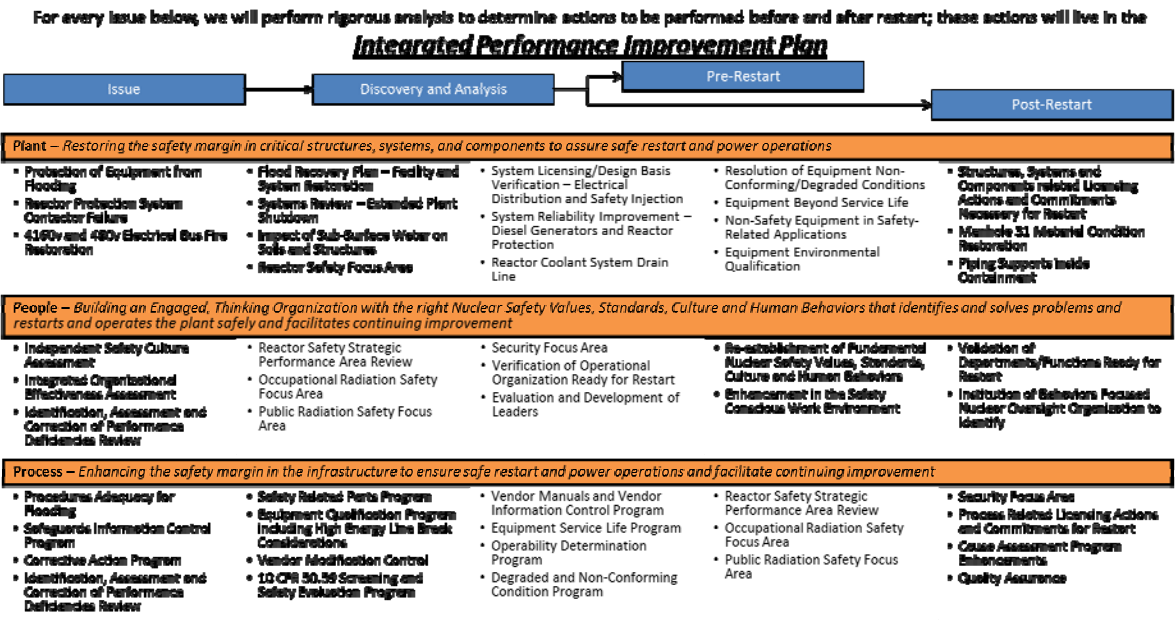 For every issue below, we will perform rigorous analysis to determine actions to be performed before and after restart; these actions will live in the
Integrated Performance Improvement Plan
Issue
Discovery and Analysis
Pre-Restart
Post-Restart
Plant – Restoring the safety margin in critical structures, systems, and components to assure safe restart and power operations
• Protection of Equipment from
Flooding
• Reactor Protection System
Contactor Failure
• 4160v and 480v Electrical Bus Fire
Restoration
• Flood Recovery Plan – Facility and
System Restoration
• Systems Review – Extended Plant
Shutdown
• Impact of Sub-Surface Water on
Soils and Structures
• Reactor Safety Focus Area
• System Licensing/Design Basis
Verification – Electrical
Distribution and Safety Injection
• System Reliability Improvement –
Diesel Generators and Reactor
Protection
• Reactor Coolant System Drain
Line
• Resolution of Equipment Non-
Conforming/Degraded Conditions
• Equipment Beyond Service Life
• Non-Safety Equipment in Safety-
Related Applications
• Equipment Environmental
Qualification
• Structures, Systems and
Components related Licensing
Actions and Commitments
Necessary for Restart
• Manhole 31 Material Condition
Restoration
• Piping Supports Inside
Containment
People – Building an Engaged, Thinking Organization with the right Nuclear Safety Values, Standards, Culture and Human Behaviors that identifies and solves problems and
restarts and operates the plant safely and facilitates continuing improvement
• Independent Safety Culture
Assessment
• Integrated Organizational
Effectiveness Assessment
• Identification, Assessment and
Correction of Performance
Deficiencies Review
• Reactor Safety Strategic
Performance Area Review
• Occupational Radiation Safety
Focus Area
• Public Radiation Safety Focus
Area
• Security Focus Area
• Verification of Operational
Organization Ready for Restart
• Evaluation and Development of
Leaders
• Re-establishment of Fundamental
Nuclear Safety Values, Standards,
Culture and Human Behaviors
• Enhancement in the Safety
Conscious Work Environment
• Validation of
Departments/Functions Ready for
Restart
• Institution of Behaviors Focused
Nuclear Oversight Organization to
Identify
Process – Enhancing the safety margin in the infrastructure to ensure safe restart and power operations and facilitate continuing improvement
• Procedures Adequacy for
Flooding
• Safeguards Information Control
Program
• Corrective Action Program
• Identification, Assessment and
Correction of Performance
Deficiencies Review
• Safety Related Parts Program
• Equipment Qualification Program
Including High Energy Line Break
Considerations
• Vendor Modification Control
• 10 CFR 50.59 Screening and
Safety Evaluation Program
• Vendor Manuals and Vendor
Information Control Program
• Equipment Service Life Program
• Operability Determination
Program
• Degraded and Non-Conforming
Condition Program
• Reactor Safety Strategic
Performance Area Review
• Occupational Radiation Safety
Focus Area
• Public Radiation Safety Focus
Area
• Security Focus Area
• Process Related Licensing Actions
and Commitments for Restart
• Cause Assessment Program
Enhancements
• Quality Assurance